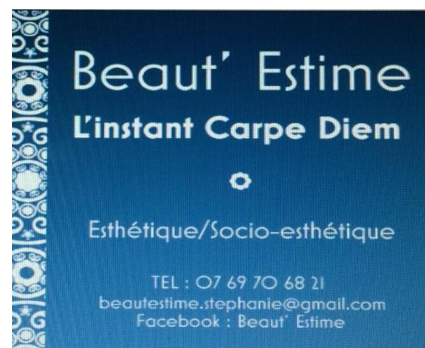 Beaut' Estime
L'instant Carpe Diem
Esthétique/Socio-esthétique
TEL : 07 69 70 68 21
beautestime.stephanie@gmail.com
Facebook : Beaut' Estime